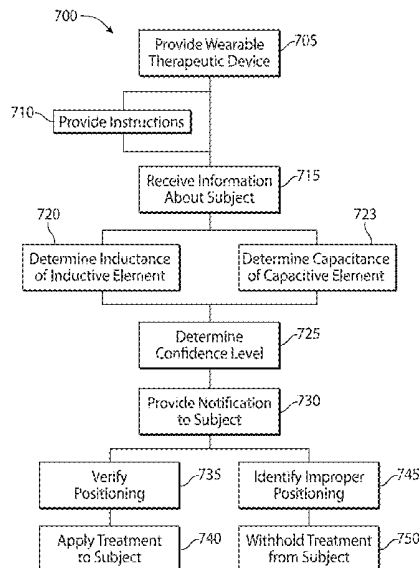 700
Provide Wearable
Therapeutic Device
705
710
Provide Instructions
Receive Information
About Subject
715
720
Determine Inductance
of Inductive Element
723
Determine Capacitance
of Capacitive Element
Determine
Confidence Level
725
Provide Notification
to Subject
730
Verify
Positioning
735
Identify Improper
Positioning
745
Apply Treatment
to Subject
740
Withhold Treatment
from Subject
750